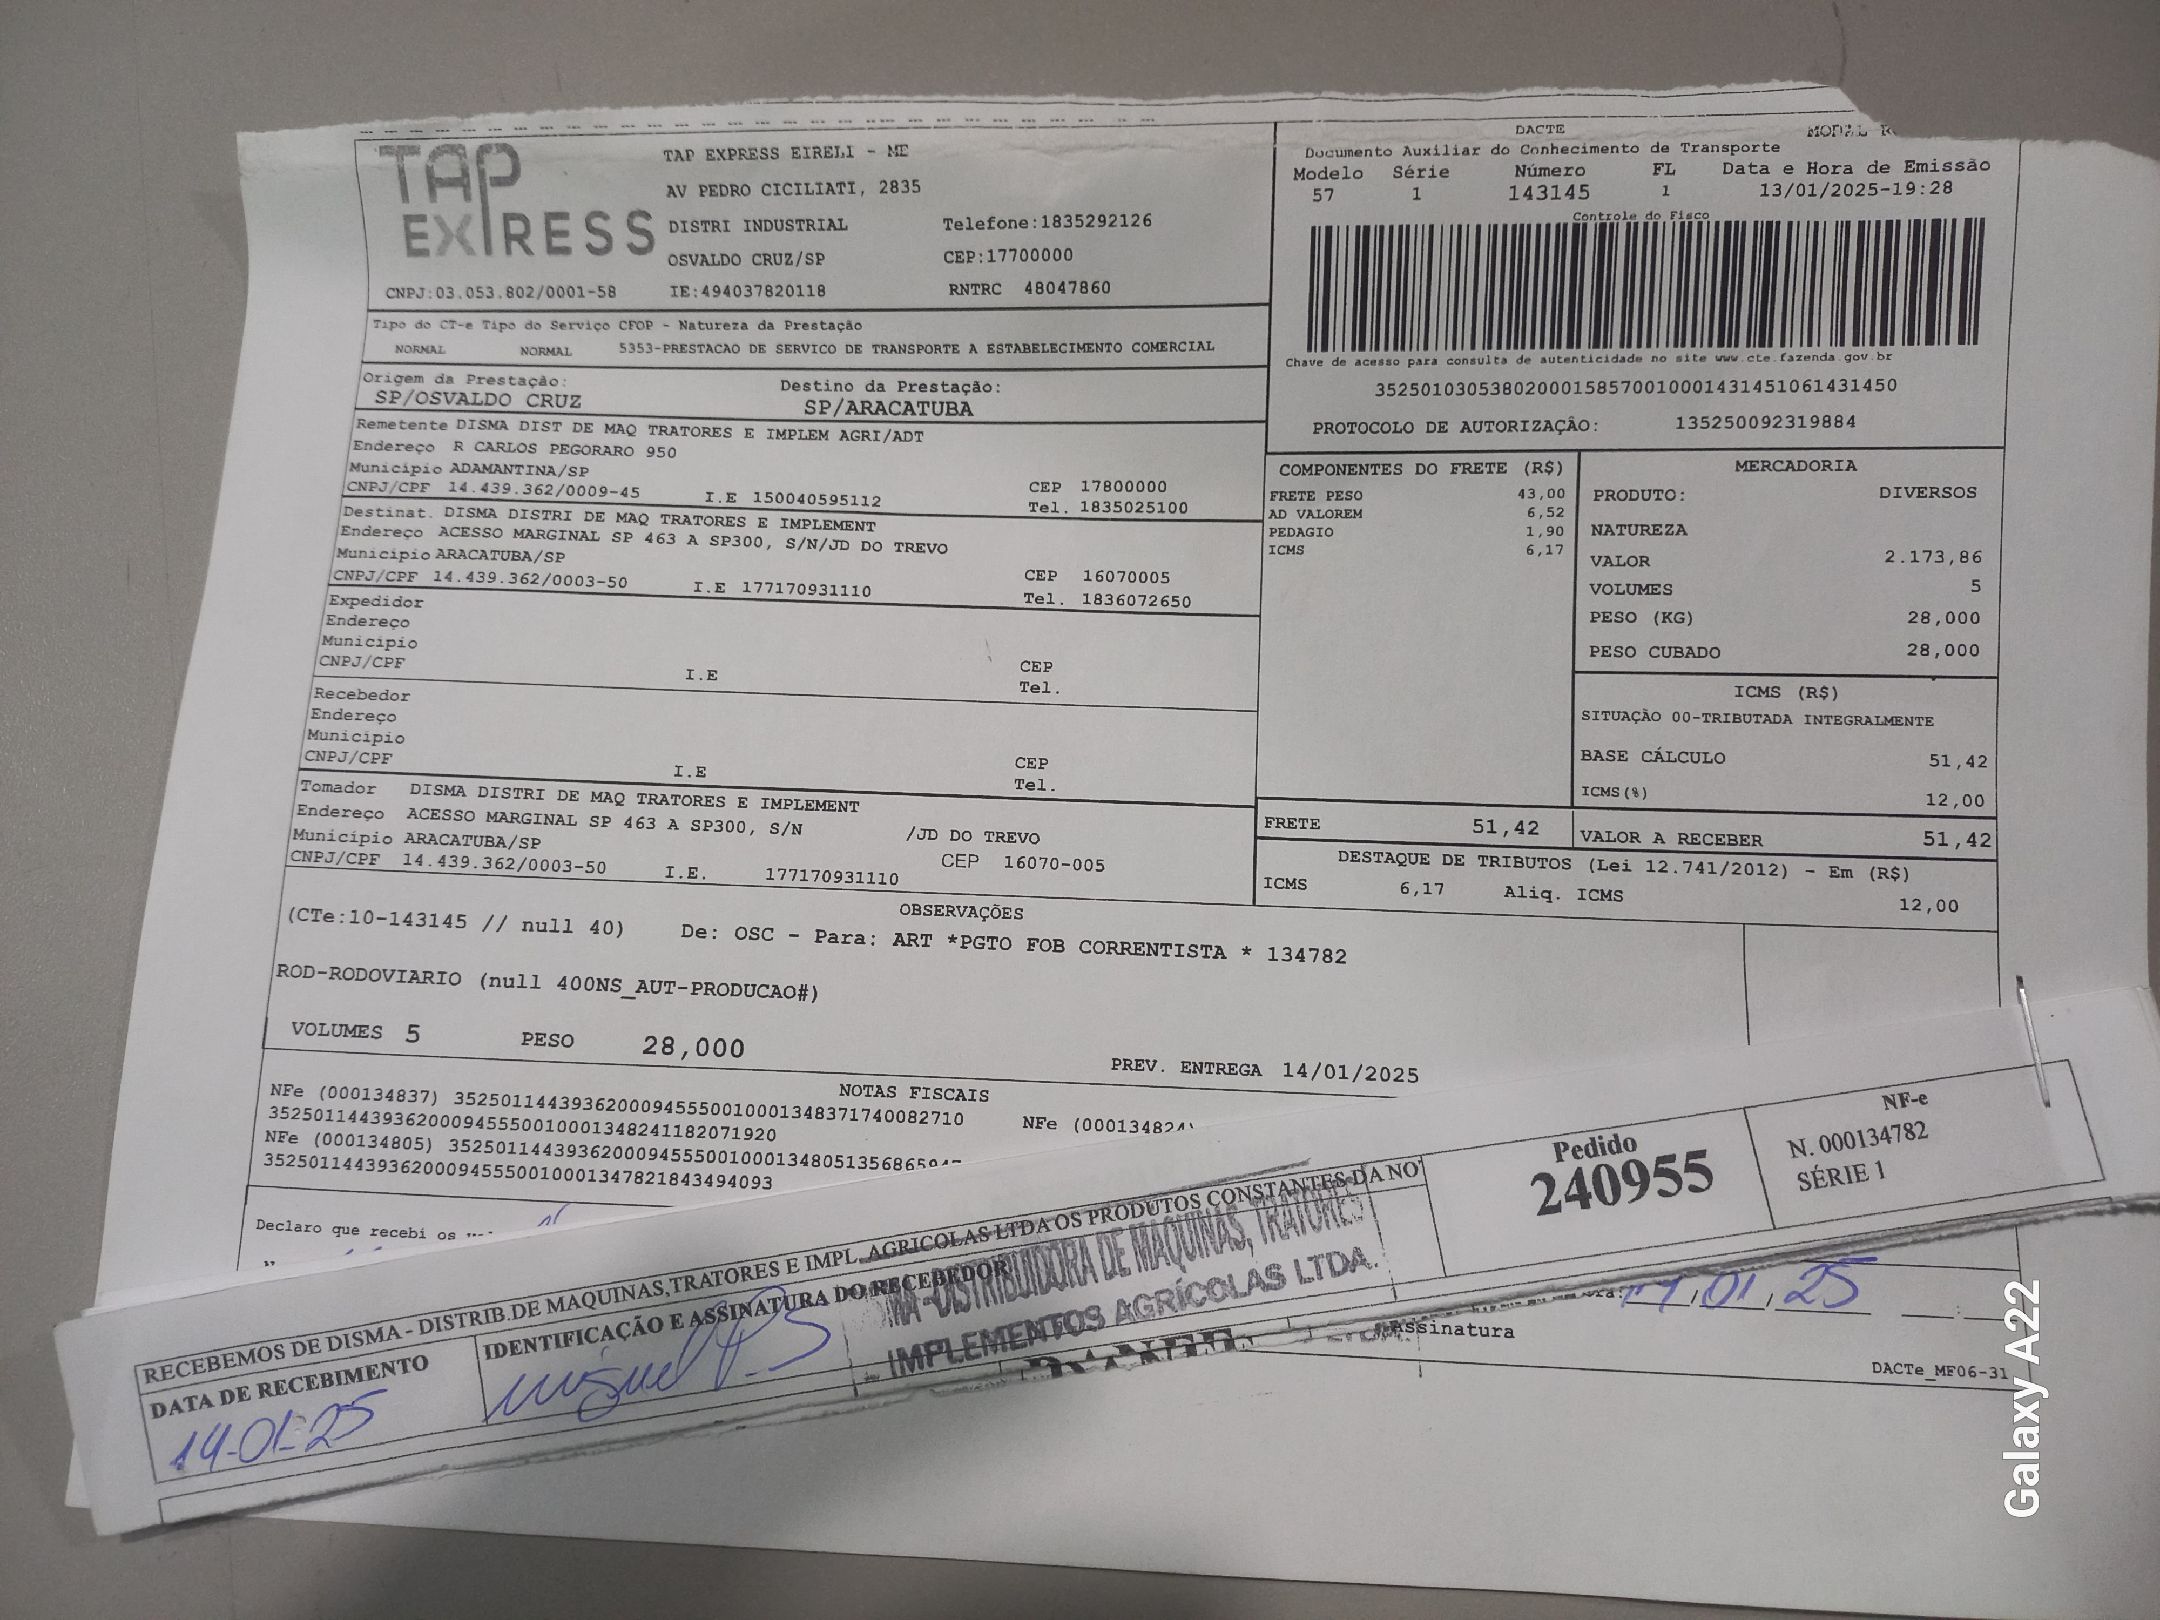 TAP EXPRESS
TAP EXPRESS EIRELI - ME
AV PEDRO CICILIATI, 2835
DISTRI INDUSTRIAL Telefone:1835292126
OSVALDO CRUZ/SP CEP:17700000
CNPJ:03.053.802/0001-58 IE:494037820118 RNTRC 48047860
DACTE
Documento Auxiliar do Conhecimento de Transporte
Modelo Série Número FL Data e Hora de Emissão
57 1 143145 1 13/01/2025-19:28
Controle do Fisco
Chave de acesso para consulta de autenticidade no site www.cte.fazenda.gov.br
35250103053802000158570010001431451061431450
PROTOCOLO DE AUTORIZAÇÃO: 135250092319884
Tipo do CT-e Tipo do Serviço CFOP - Natureza da Prestação
NORMAL NORMAL 5353-PRESTACAO DE SERVICO DE TRANSPORTE A ESTABELECIMENTO COMERCIAL
Origem da Prestação: Destino da Prestação:
SP/OSVALDO CRUZ SP/ARACATUBA
Remetente DISMA DIST DE MAQ TRATORES E IMPLEM AGRI/ADT
Endereço R CARLOS PEGORARO 950
Municipio ADAMANTINA/SP CEP 17800000
CNPJ/CPF 14.439.362/0009-45 I.E 150040595112 Tel. 1835025100
Destinat. DISMA DISTRI DE MAQ TRATORES E IMPLEMENT
Endereço ACESSO MARGINAL SP 463 A SP300, S/N/JD DO TREVO
Municipio ARACATUBA/SP CEP 16070005
CNPJ/CPF 14.439.362/0003-50 I.E 177170931110 Tel. 1836072650
Expedidor
Endereço
Municipio
CNPJ/CPF I.E CEP
Tel.
Recebedor
Endereço
Municipio
CNPJ/CPF I.E CEP
Tel.
Tomador DISMA DISTRI DE MAQ TRATORES E IMPLEMENT
Endereço ACESSO MARGINAL SP 463 A SP300, S/N /JD DO TREVO
Municipio ARACATUBA/SP CEP 16070-005
CNPJ/CPF 14.439.362/0003-50 I.E. 177170931110
COMPONENTES DO FRETE (R$)
FRETE PESO 43,00
AD VALOREM 6,52
PEDAGIO 1,90
ICMS 6,17
MERCADORIA
PRODUTO: DIVERSOS
NATUREZA
VALOR 2.173,86
VOLUMES 5
PESO (KG) 28,000
PESO CUBADO 28,000
ICMS (R$)
SITUAÇÃO 00-TRIBUTADA INTEGRALMENTE
BASE CÁLCULO 51,42
ICMS(%) 12,00
FRETE 51,42 VALOR A RECEBER 51,42
DESTAQUE DE TRIBUTOS (Lei 12.741/2012) - Em (R$)
ICMS 6,17 Aliq. ICMS 12,00
OBSERVAÇÕES
(CTe:10-143145 // null 40) De: OSC - Para: ART *PGTO FOB CORRENTISTA * 134782
ROD-RODOVIARIO (null 400NS_AUT-PRODUCAO#)
VOLUMES 5 PESO 28,000 PREV. ENTREGA 14/01/2025
NOTAS FISCAIS
NFe (000134837) 35250114439362000945550010001348371740082710 NFe (000134824)
35250114439362000945550010001348241182071920
NFe (000134805)
35250114439362000945550010001347821843494093
Declaro que recebi os
RECEBEMOS DE DISMA - DISTRIB.DE MAQUINAS,TRATORES E IMPL. AGRICOLAS LTDA OS PRODUTOS CONSTANTES DA NO
DATA DE RECEBIMENTO IDENTIFICAÇÃO E ASSINATURA DO RECEBEDOR
14-01-25 Miguel
DISTRIBUIDORA DE MAQUINAS, TRATORES
IMPLEMENTOS AGRÍCOLAS LTDA.
Pedido
240955
NF-e
N. 000134782
SÉRIE 1
01, 25
Assinatura
DACTe_MF06-31
Galaxy A22